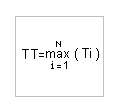 N
TT=max ( Ti )
i = 1